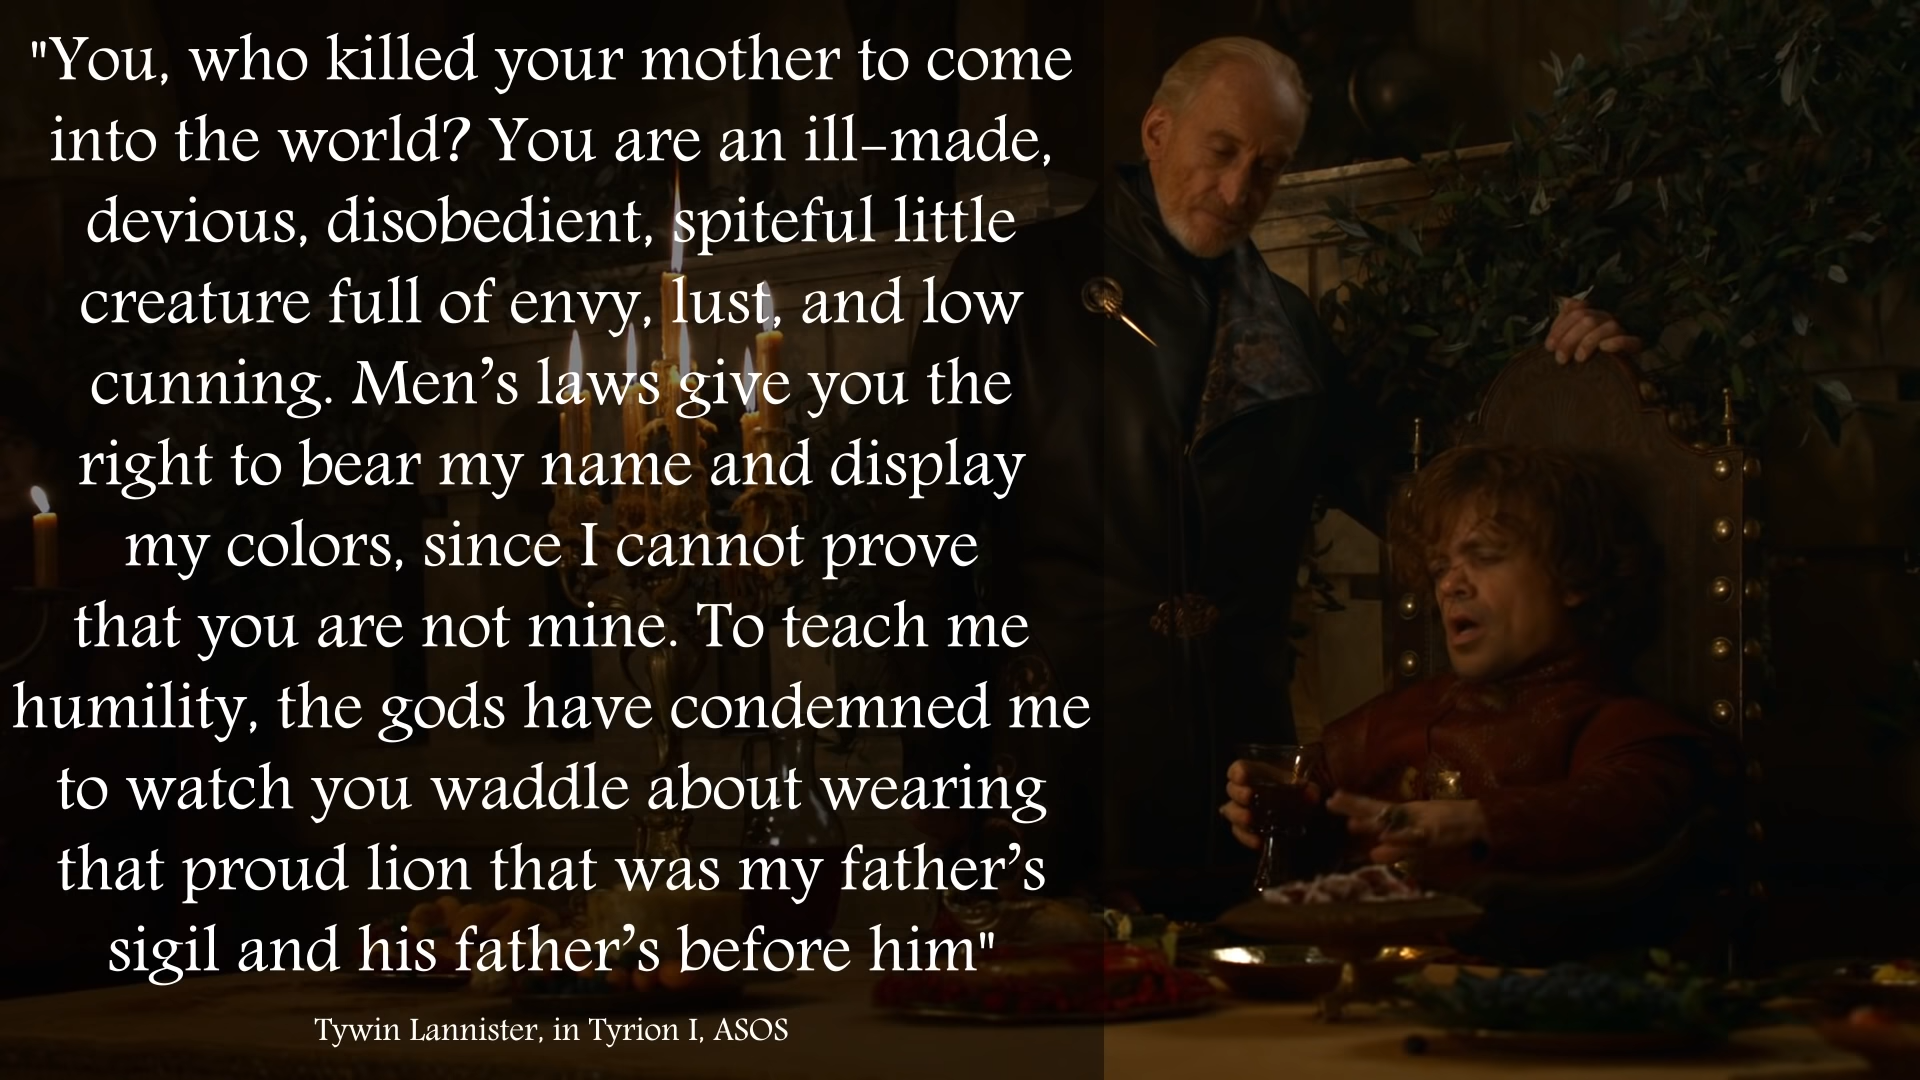 "You, who killed your mother to come
into the world? You are an ill-made,
devious, disobedient, spiteful little
creature full of envy, lust, and low
cunning. Men’s laws give you the
right to bear my name and display
my colors, since I cannot prove
that you are not mine. To teach me
humility, the gods have condemned me
to watch you waddle about wearing
that proud lion that was my father’s
sigil and his father’s before him"
Tywin Lannister, in Tyrion I, ASOS